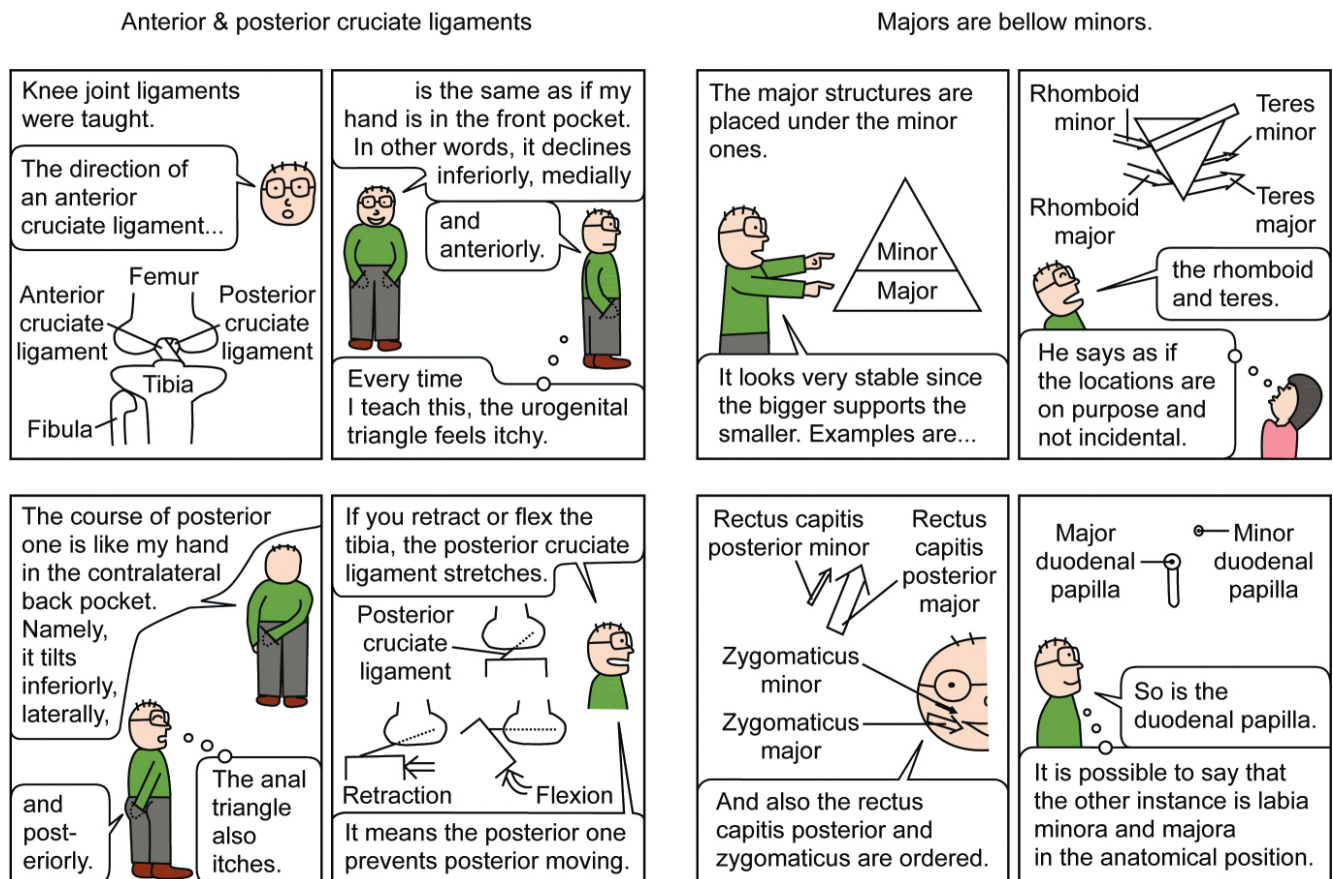 Anterior & posterior cruciate ligaments
Knee joint ligaments
were taught.
The direction of
an anterior
cruciate ligament...
Femur
Anterior
cruciate
ligament
Posterior
cruciate
ligament
Tibia
Fibula
is the same as if my
hand is in the front pocket.
In other words, it declines
inferiorly, medially
and
anteriorly.
Every time
I teach this, the urogenital
triangle feels itchy.
The course of posterior
one is like my hand
in the contralateral
back pocket.
Namely,
it tilts
inferiorly,
laterally,
and
post-
eriorly.
The anal
triangle
also
itches.
If you retract or flex the
tibia, the posterior cruciate
ligament stretches.
Posterior
cruciate
ligament
Retraction
Flexion
It means the posterior one
prevents posterior moving.
Majors are bellow minors.
The major structures are
placed under the minor
ones.
Minor
Major
It looks very stable since
the bigger supports the
smaller. Examples are...
Rhomboid
minor
Teres
minor
Rhomboid
major
Teres
major
the rhomboid
and teres.
He says as if
the locations are
on purpose and
not incidental.
Rectus capitis
posterior minor
Rectus
capitis
posterior
major
Zygomaticus
minor
Zygomaticus
major
And also the rectus
capitis posterior and
zygomaticus are ordered.
Major
duodenal
papilla
Minor
duodenal
papilla
So is the
duodenal papilla.
It is possible to say that
the other instance is labia
minora and majora
in the anatomical position.